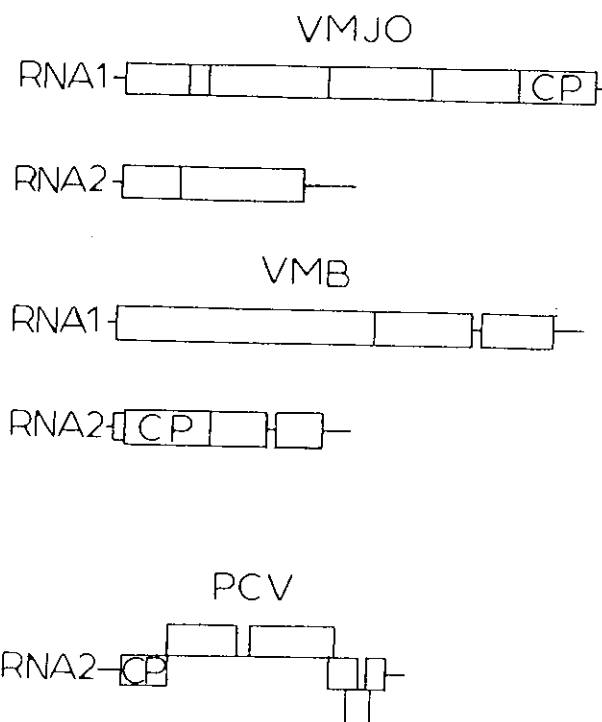 VMJO
RNA1 CP
RNA2
VMB
RNA1
RNA2 CP
PCV
RNA2 CP